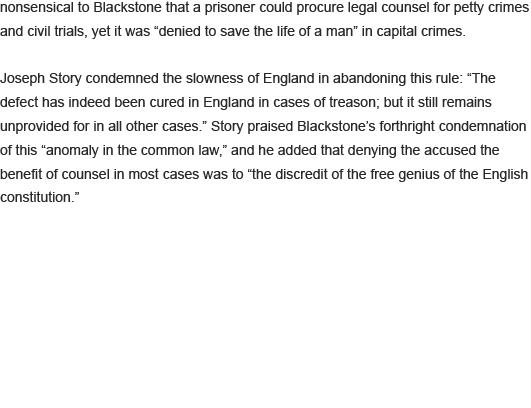 nonsensical to Blackstone that a prisoner could procure legal counsel for petty crimes
and civil trials, yet it was “denied to save the life of a man” in capital crimes.
Joseph Story condemned the slowness of England in abandoning this rule: “The
defect has indeed been cured in England in cases of treason; but it still remains
unprovided for in all other cases.” Story praised Blackstone’s forthright condemnation
of this “anomaly in the common law,” and he added that denying the accused the
benefit of counsel in most cases was to “the discredit of the free genius of the English
constitution.”